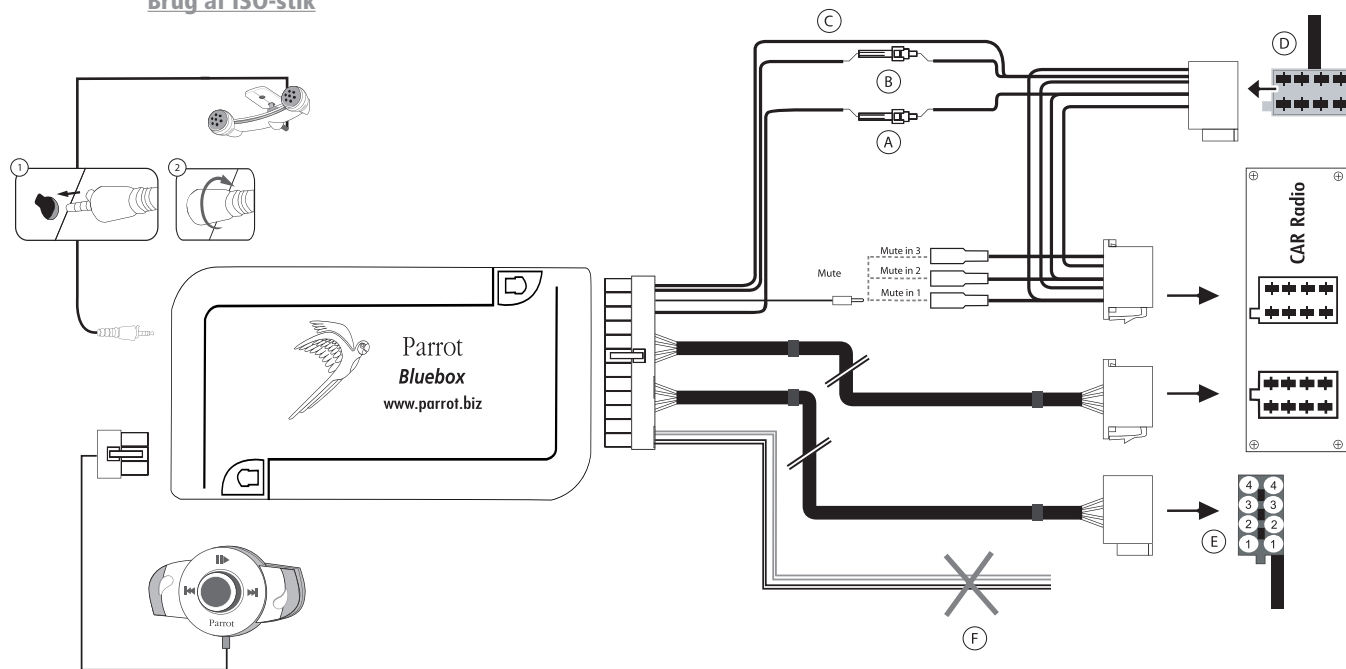 Brug af ISO-stik
C
D
B
A
1
2
CAR Radio
Mute in 3
Mute
Mute in 2
Mute in 1
Parrot
Bluebox
www.parrot.biz
4 4
3 3
2 2
1 1
E
F
Parrot